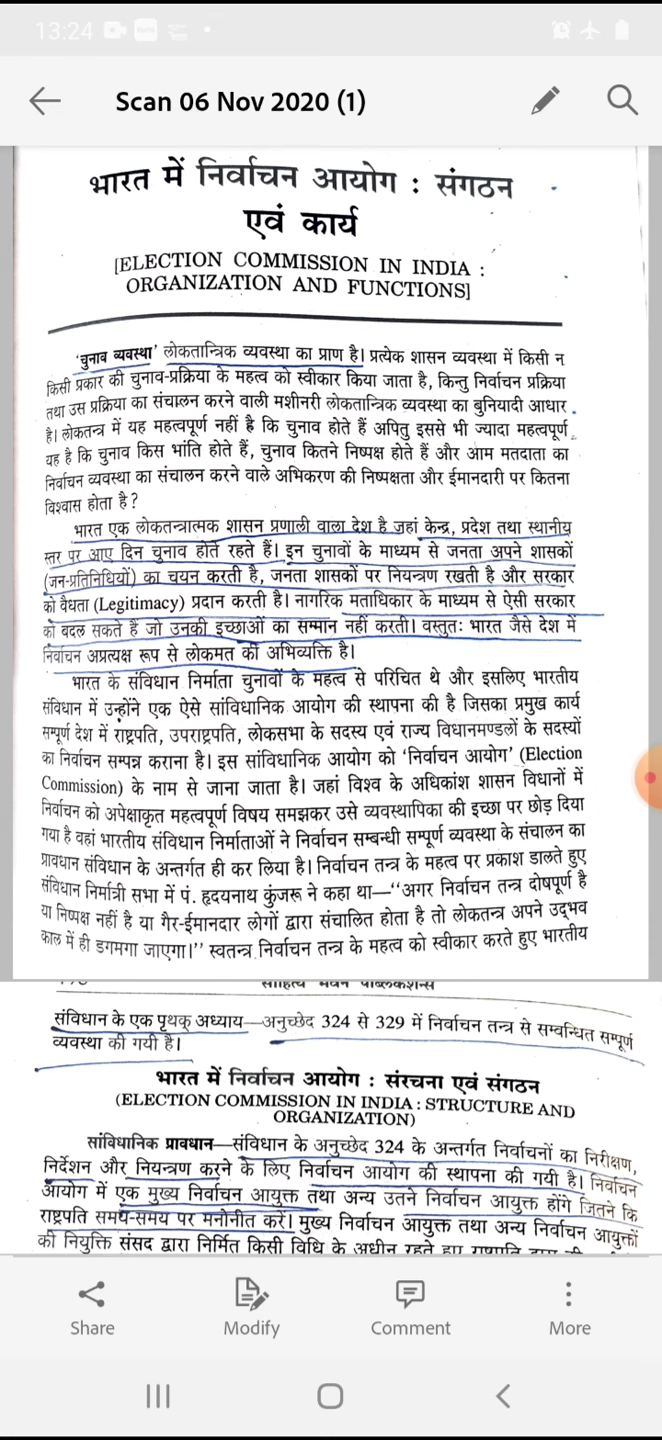 13:24
Scan 06 Nov 2020 (1)
भारत में निर्वाचन आयोग : संगठन
एवं कार्य
[ELECTION COMMISSION IN INDIA :
ORGANIZATION AND FUNCTIONS]
'चुनाव व्यवस्था' लोकतान्त्रिक व्यवस्था का प्राण है। प्रत्येक शासन व्यवस्था में किसी न
किसी प्रकार की चुनाव-प्रक्रिया के महत्व को स्वीकार किया जाता है, किन्तु निर्वाचन प्रक्रिया
तथा उस प्रक्रिया का संचालन करने वाली मशीनरी लोकतान्त्रिक व्यवस्था का बुनियादी आधार
है। लोकतन्त्र में यह महत्वपूर्ण नहीं है कि चुनाव होते हैं अपितु इससे भी ज्यादा महत्वपूर्ण
यह है कि चुनाव किस भांति होते हैं, चुनाव कितने निष्पक्ष होते हैं और आम मतदाता का
निर्वाचन व्यवस्था का संचालन करने वाले अभिकरण की निष्पक्षता और ईमानदारी पर कितना
विश्वास होता है ?
भारत एक लोकतन्त्रात्मक शासन प्रणाली वाला देश है जहां केन्द्र, प्रदेश तथा स्थानीय
स्तर पर आए दिन चुनाव होते रहते हैं। इन चुनावों के माध्यम से जनता अपने शासकों
(जन-प्रतिनिधियों) का चयन करती है, जनता शासकों पर नियन्त्रण रखती है और सरकार
को वैधता (Legitimacy) प्रदान करती है। नागरिक मताधिकार के माध्यम से ऐसी सरकार
को बदल सकते हैं जो उनकी इच्छाओं का सम्मान नहीं करती। वस्तुतः भारत जैसे देश में
निर्वाचन अप्रत्यक्ष रूप से लोकमत की अभिव्यक्ति है।
भारत के संविधान निर्माता चुनावों के महत्व से परिचित थे और इसलिए भारतीय
संविधान में उन्होंने एक ऐसे सांविधानिक आयोग की स्थापना की है जिसका प्रमुख कार्य
सम्पूर्ण देश में राष्ट्रपति, उपराष्ट्रपति, लोकसभा के सदस्य एवं राज्य विधानमण्डलों के सदस्यों
का निर्वाचन सम्पन्न कराना है। इस सांविधानिक आयोग को 'निर्वाचन आयोग' (Election
Commission) के नाम से जाना जाता है। जहां विश्व के अधिकांश शासन विधानों में
निर्वाचन को अपेक्षाकृत महत्वपूर्ण विषय समझकर उसे व्यवस्थापिका की इच्छा पर छोड़ दिया
गया है वहां भारतीय संविधान निर्माताओं ने निर्वाचन सम्बन्धी सम्पूर्ण व्यवस्था के संचालन का
प्रावधान संविधान के अन्तर्गत ही कर लिया है। निर्वाचन तन्त्र के महत्व पर प्रकाश डालते हुए
संविधान निर्मात्री सभा में पं. हृदयनाथ कुंजरू ने कहा था—"अगर निर्वाचन तन्त्र दोषपूर्ण है
या निष्पक्ष नहीं है या गैर-ईमानदार लोगों द्वारा संचालित होता है तो लोकतन्त्र अपने उद्भव
काल में ही डगमगा जाएगा।" स्वतन्त्र निर्वाचन तन्त्र के महत्व को स्वीकार करते हुए भारतीय
साहित्य भवन पब्लिकेशन्स
संविधान के एक पृथक् अध्याय—अनुच्छेद 324 से 329 में निर्वाचन तन्त्र से सम्बन्धित सम्पूर्ण
व्यवस्था की गयी है।
भारत में निर्वाचन आयोग : संरचना एवं संगठन
(ELECTION COMMISSION IN INDIA : STRUCTURE AND
ORGANIZATION)
सांविधानिक प्रावधान—संविधान के अनुच्छेद 324 के अन्तर्गत निर्वाचनों का निरीक्षण,
निर्देशन और नियन्त्रण करने के लिए निर्वाचन आयोग की स्थापना की गयी है। निर्वाचन
आयोग में एक मुख्य निर्वाचन आयुक्त तथा अन्य उतने निर्वाचन आयुक्त होंगे जितने कि
राष्ट्रपति समय-समय पर मनोनीत करें। मुख्य निर्वाचन आयुक्त तथा अन्य निर्वाचन आयुक्तों
की नियुक्ति संसद द्वारा निर्मित किसी विधि के अधीन रहते हुए राष्ट्रपति द्वारा
Share
Modify
Comment
More